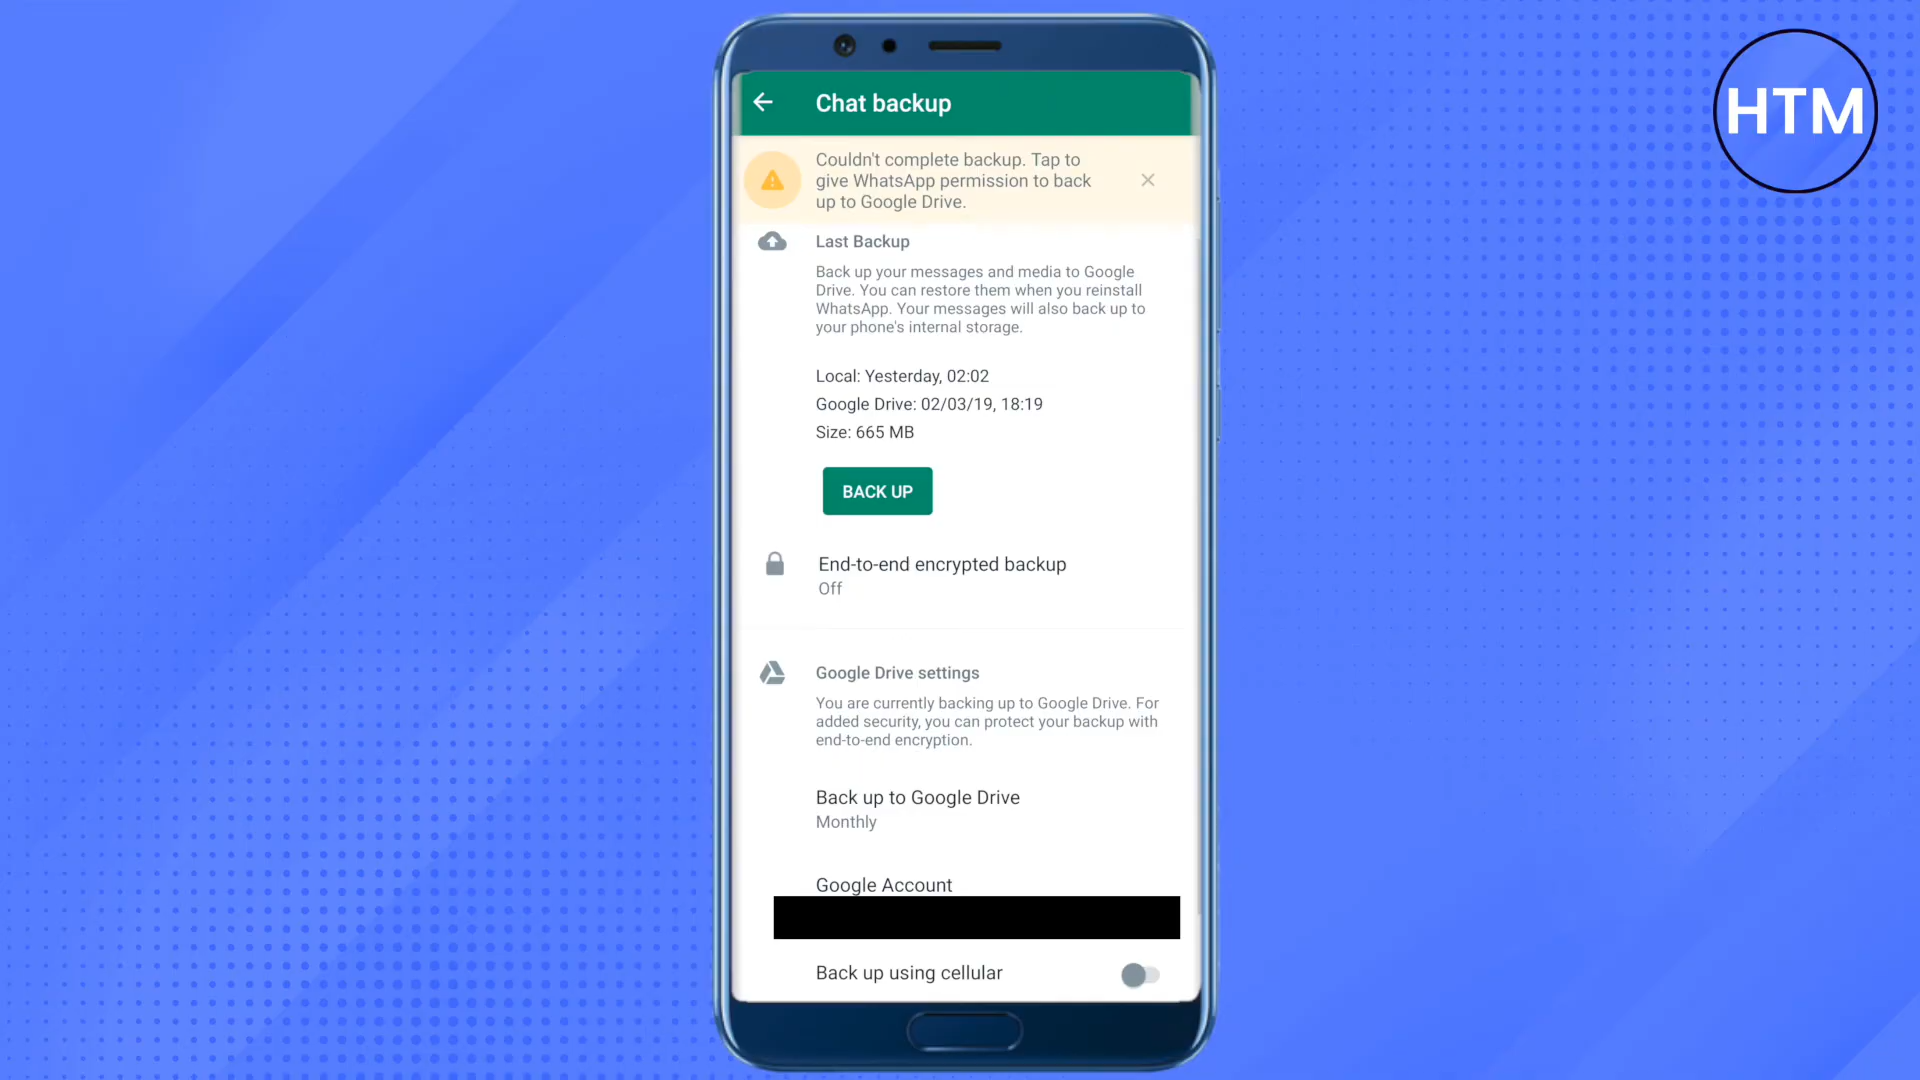 HTM
Chat backup
Couldn't complete backup. Tap to
give WhatsApp permission to back
up to Google Drive.
Last Backup
Back up your messages and media to Google
Drive. You can restore them when you reinstall
WhatsApp. Your messages will also back up to
your phone's internal storage.
Local: Yesterday, 02:02
Google Drive: 02/03/19, 18:19
Size: 665 MB
BACK UP
End-to-end encrypted backup
Off
Google Drive settings
You are currently backing up to Google Drive. For
added security, you can protect your backup with
end-to-end encryption.
Back up to Google Drive
Monthly
Google Account
Back up using cellular